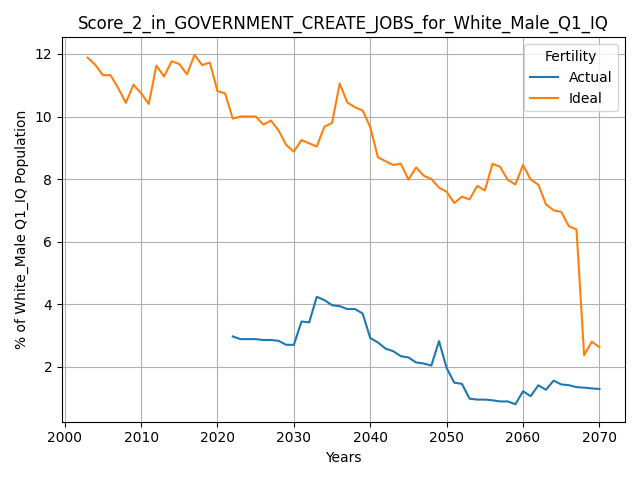 Score_2_in_GOVERNMENT_CREATE_JOBS_for_White_Male_Q1_IQ
Fertility
Actual
Ideal
% of White_Male Q1_IQ Population
12
10
8
6
4
2
2000 2010 2020 2030 2040 2050 2060 2070
Years